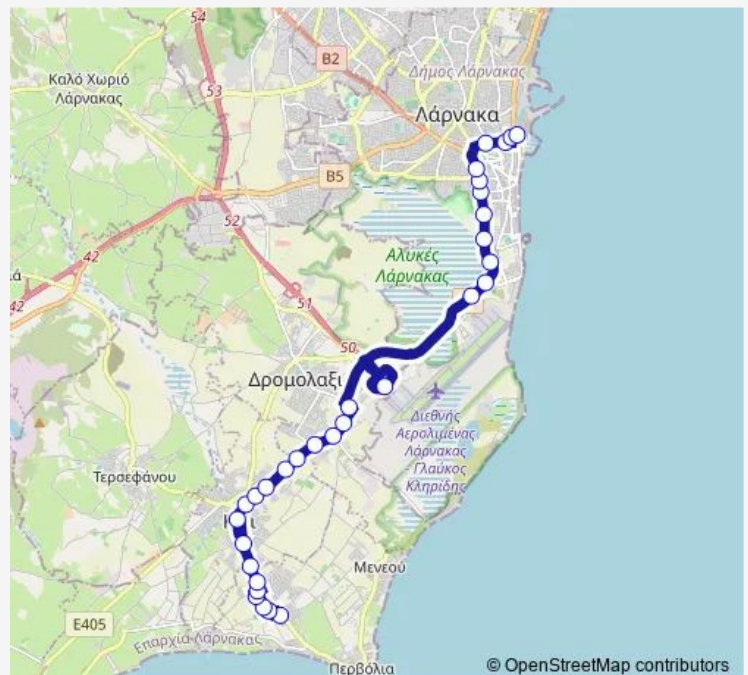 54
B2
Δήμος Λάρνακας
Καλό Χωριό
Λάρνακας
53
Λάρνακα
B5
52
42
Αλυκές
Λάρνακας
42
51
50
Δρομολαξιά
Διεθνής
Αερολιμένας
Λάρνακας
- Γλαύκος
Κληρίδης
Τερσεφάνου
Μενεού
E405
Επαρχία Λάρνακας
Περβόλια
© OpenStreetMap contributors